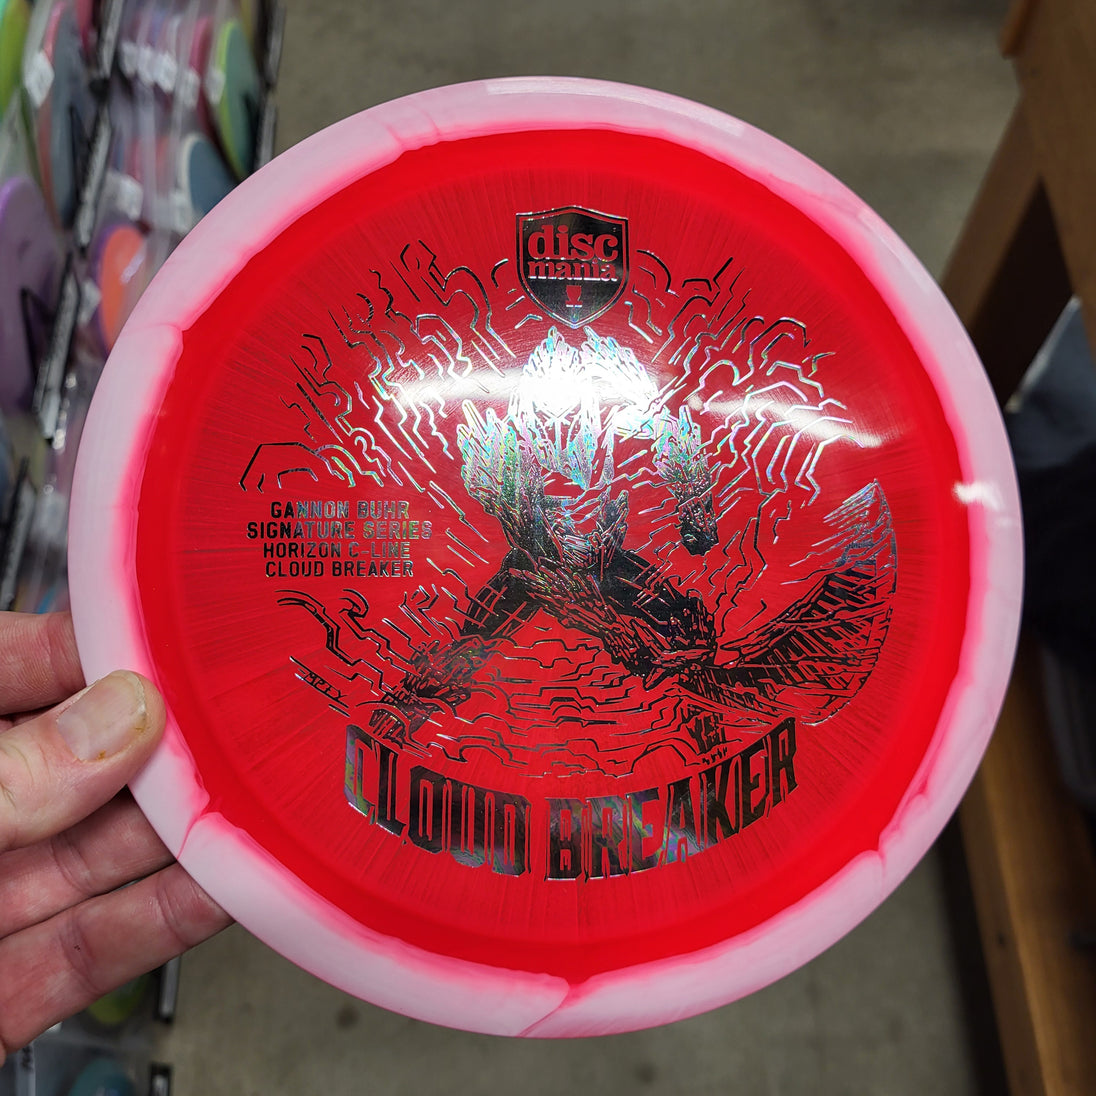 disc
mania
GANNON BUHR
SIGNATURE SERIES
HORIZON C-LINE
CLOUD BREAKER
CLOUD BREAKER